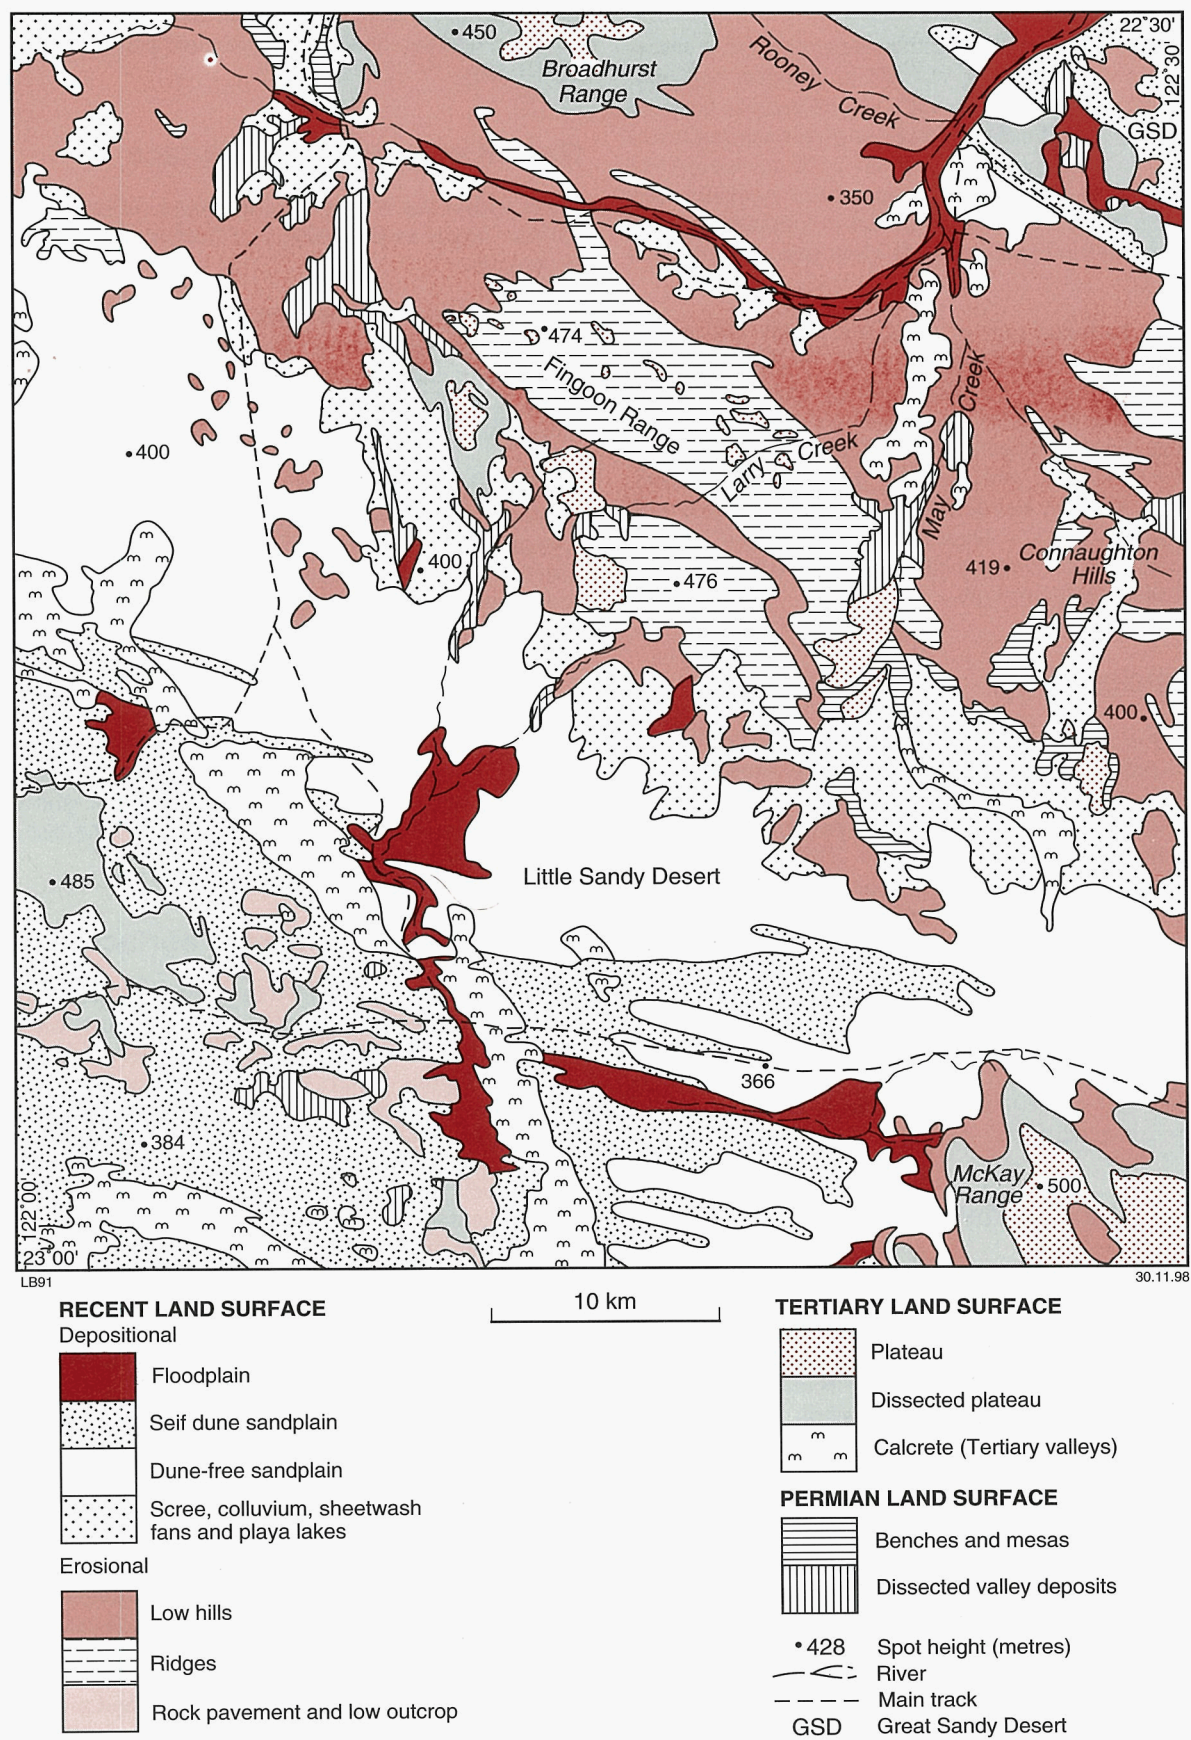 22°30'
122°30'
450
Broadhurst
Range
Rooney Creek
GSD
350
474
Fingoon Range
400
Larry Creek
May Creek
400
476
419
Connaughton
Hills
400
485
Little Sandy Desert
366
384
McKay
Range
500
122°00'
23°00'
LB91
30.11.98
10 km
RECENT LAND SURFACE
Depositional
Floodplain
Seif dune sandplain
Dune-free sandplain
Scree, colluvium, sheetwash
fans and playa lakes
Erosional
Low hills
Ridges
Rock pavement and low outcrop
TERTIARY LAND SURFACE
Plateau
Dissected plateau
Calcrete (Tertiary valleys)
PERMIAN LAND SURFACE
Benches and mesas
Dissected valley deposits
428 Spot height (metres)
River
Main track
GSD Great Sandy Desert